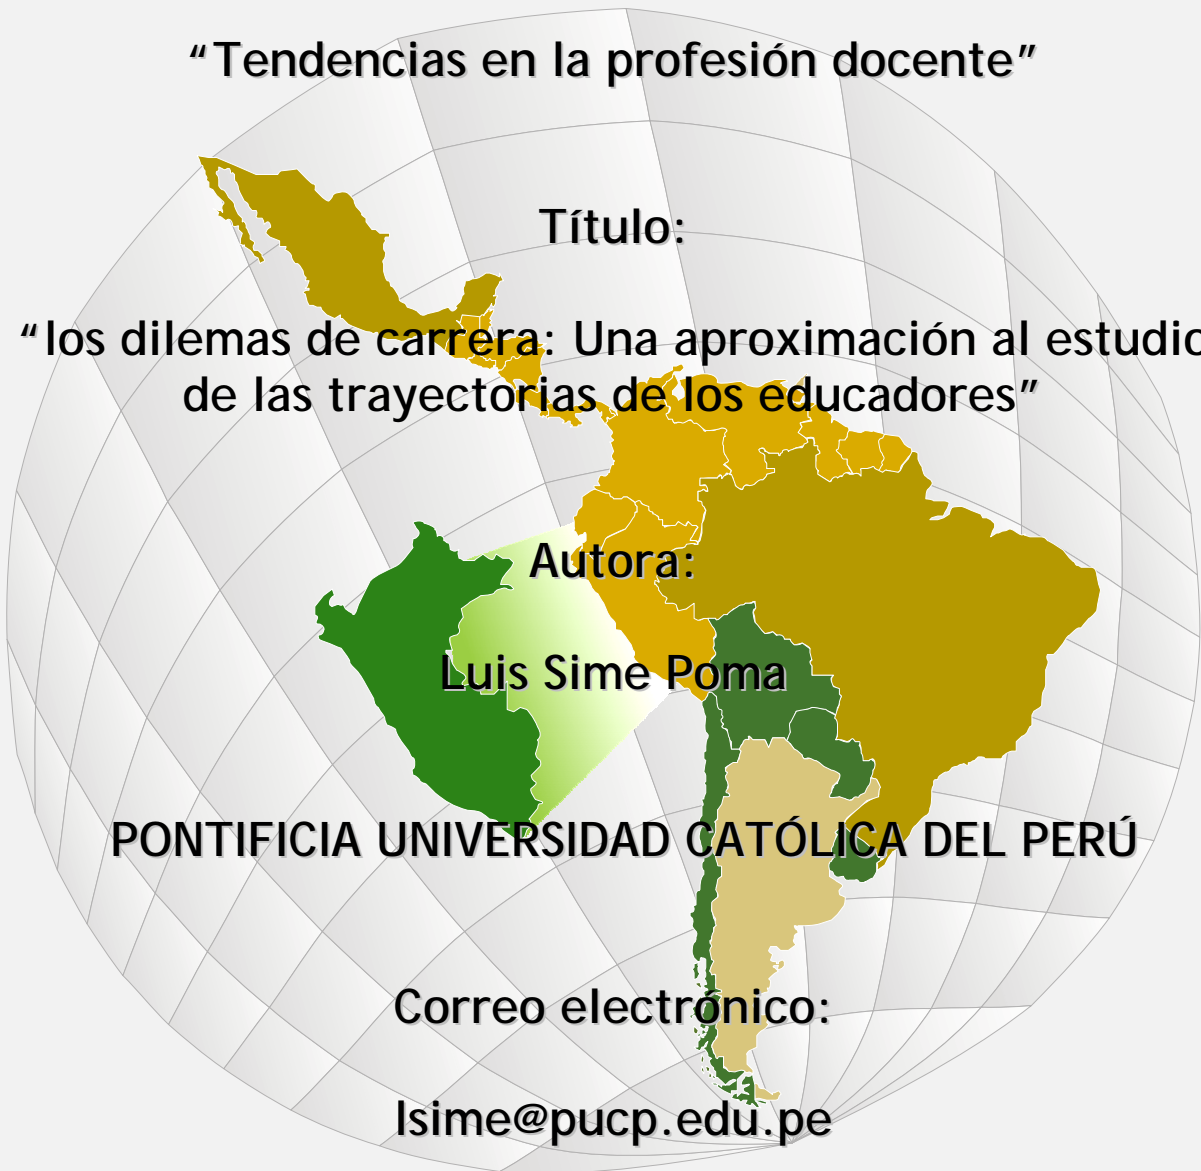 “Tendencias en la profesión docente”
Título:
“los dilemas de carrera: Una aproximación al estudio
de las trayectorias de los educadores”
Autora:
Luis Sime Poma
PONTIFICIA UNIVERSIDAD CATÓLICA DEL PERÚ
Correo electrónico:
lsime@pucp.edu.pe